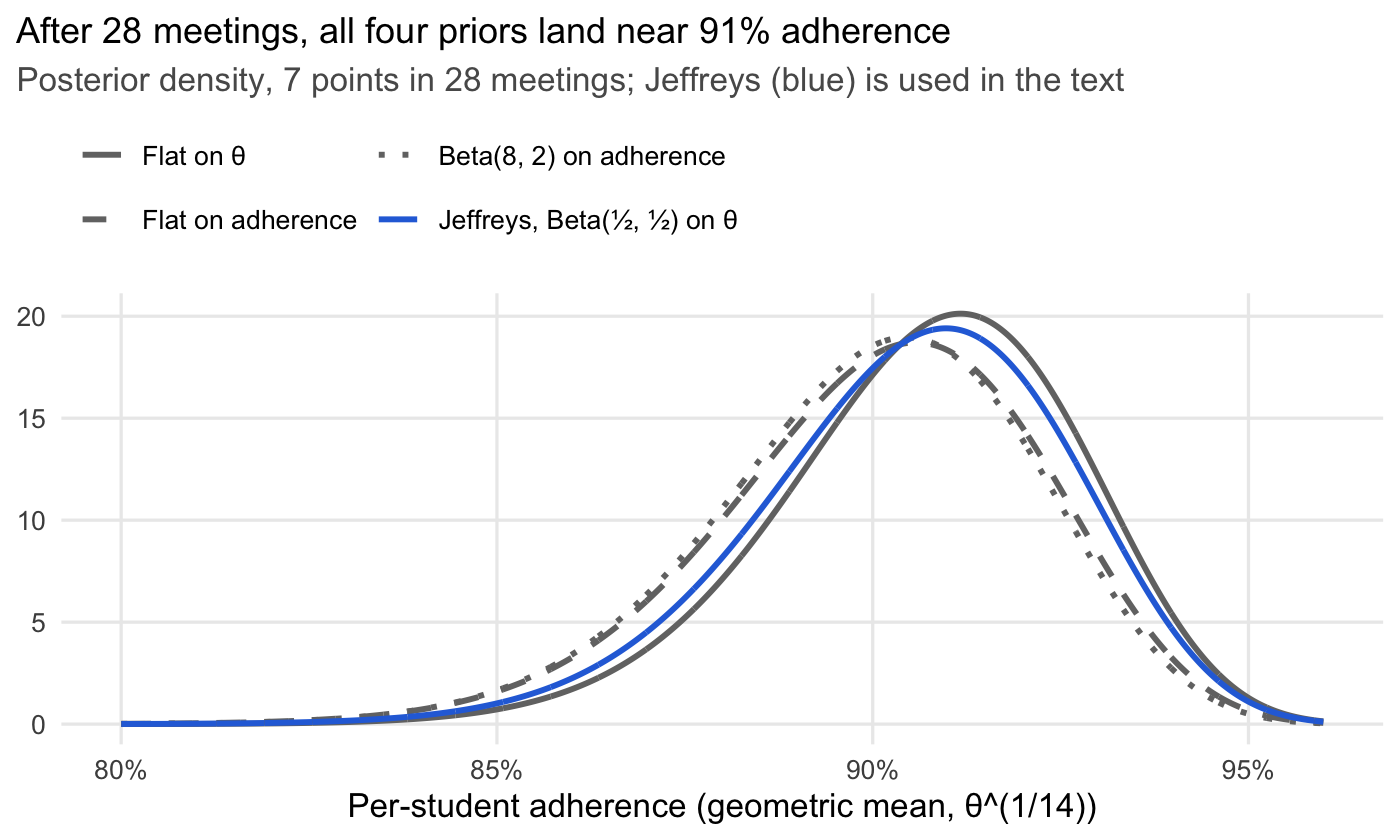 After 28 meetings, all four priors land near 91% adherence
Posterior density, 7 points in 28 meetings; Jeffreys (blue) is used in the text
Flat on θ
Beta(8, 2) on adherence
Flat on adherence
Jeffreys, Beta(½, ½) on θ
20
15
10
5
0
80%
85%
90%
95%
Per-student adherence (geometric mean, θ^(1/14))